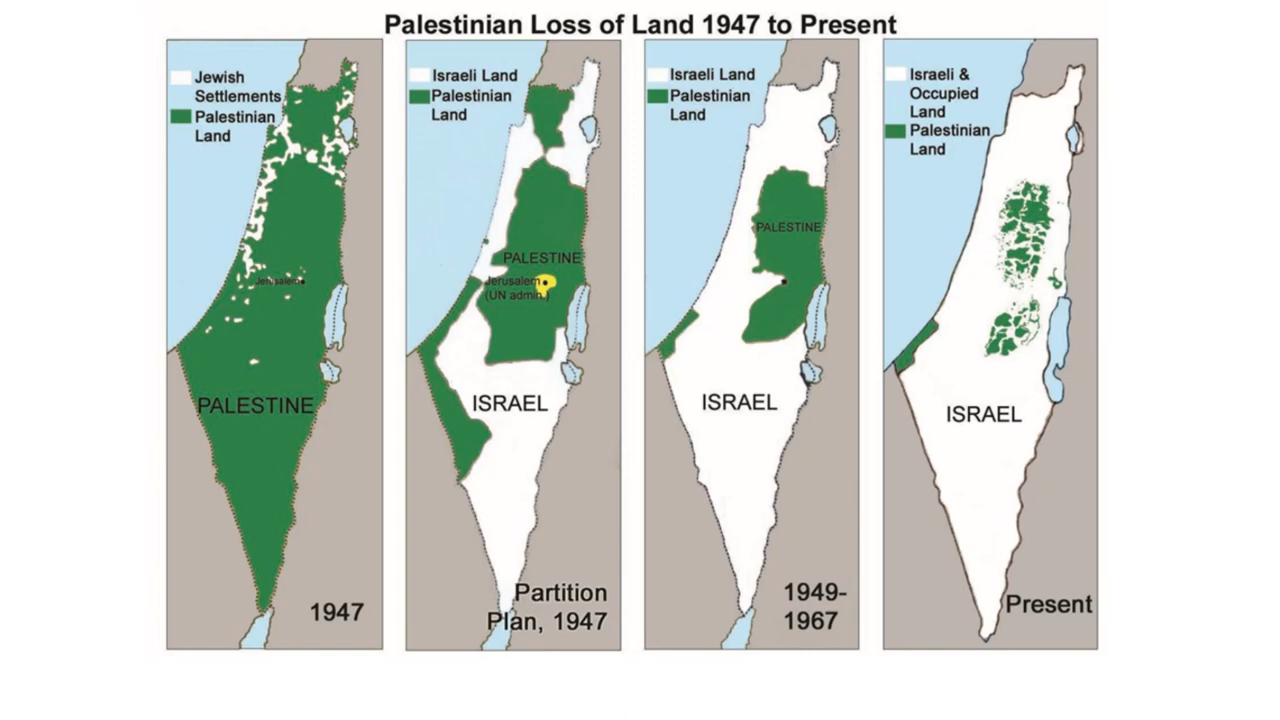 Palestinian Loss of Land 1947 to Present
Jewish
Settlements
Palestinian
Land
Jerusalem
PALESTINE
1947
Israeli Land
Palestinian
Land
PALESTINE
Jerusalem
(UN admin.)
ISRAEL
Partition
Plan, 1947
Israeli Land
Palestinian
Land
PALESTINE
ISRAEL
1949-
1967
Israeli &
Occupied
Land
Palestinian
Land
ISRAEL
Present